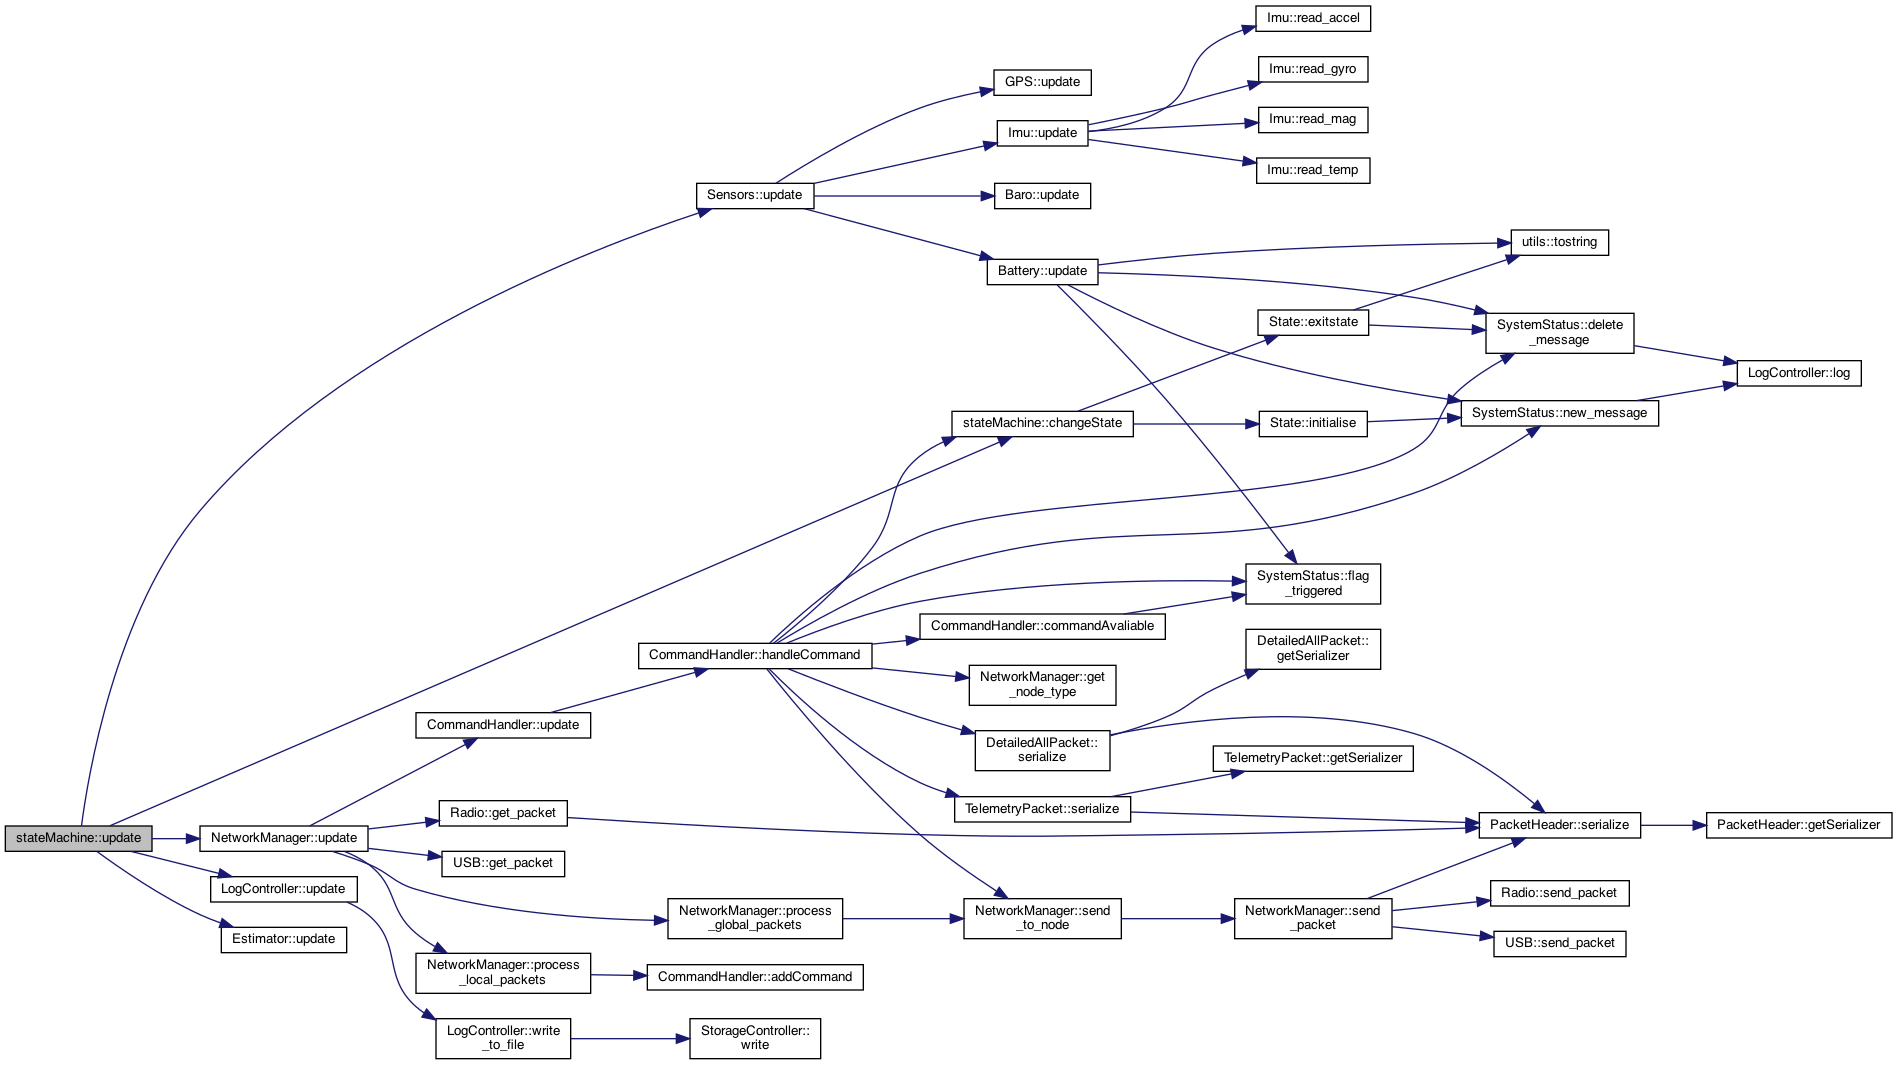 Imu::read_accel
Imu::read_gyro
GPS::update
Imu::read_mag
Imu::update
Imu::read_temp
Sensors::update
Baro::update
utils::tostring
Battery::update
State::exitstate
SystemStatus::delete
_message
LogController::log
SystemStatus::new_message
stateMachine::changeState
State::initialise
SystemStatus::flag
_triggered
CommandHandler::commandAvaliable
CommandHandler::handleCommand
DetailedAllPacket::
getSerializer
NetworkManager::get
_node_type
CommandHandler::update
DetailedAllPacket::
serialize
TelemetryPacket::getSerializer
TelemetryPacket::serialize
Radio::get_packet
PacketHeader::serialize
PacketHeader::getSerializer
stateMachine::update
NetworkManager::update
USB::get_packet
LogController::update
Radio::send_packet
NetworkManager::process
_global_packets
NetworkManager::send
_to_node
NetworkManager::send
_packet
Estimator::update
USB::send_packet
NetworkManager::process
_local_packets
CommandHandler::addCommand
LogController::write
_to_file
StorageController::
write